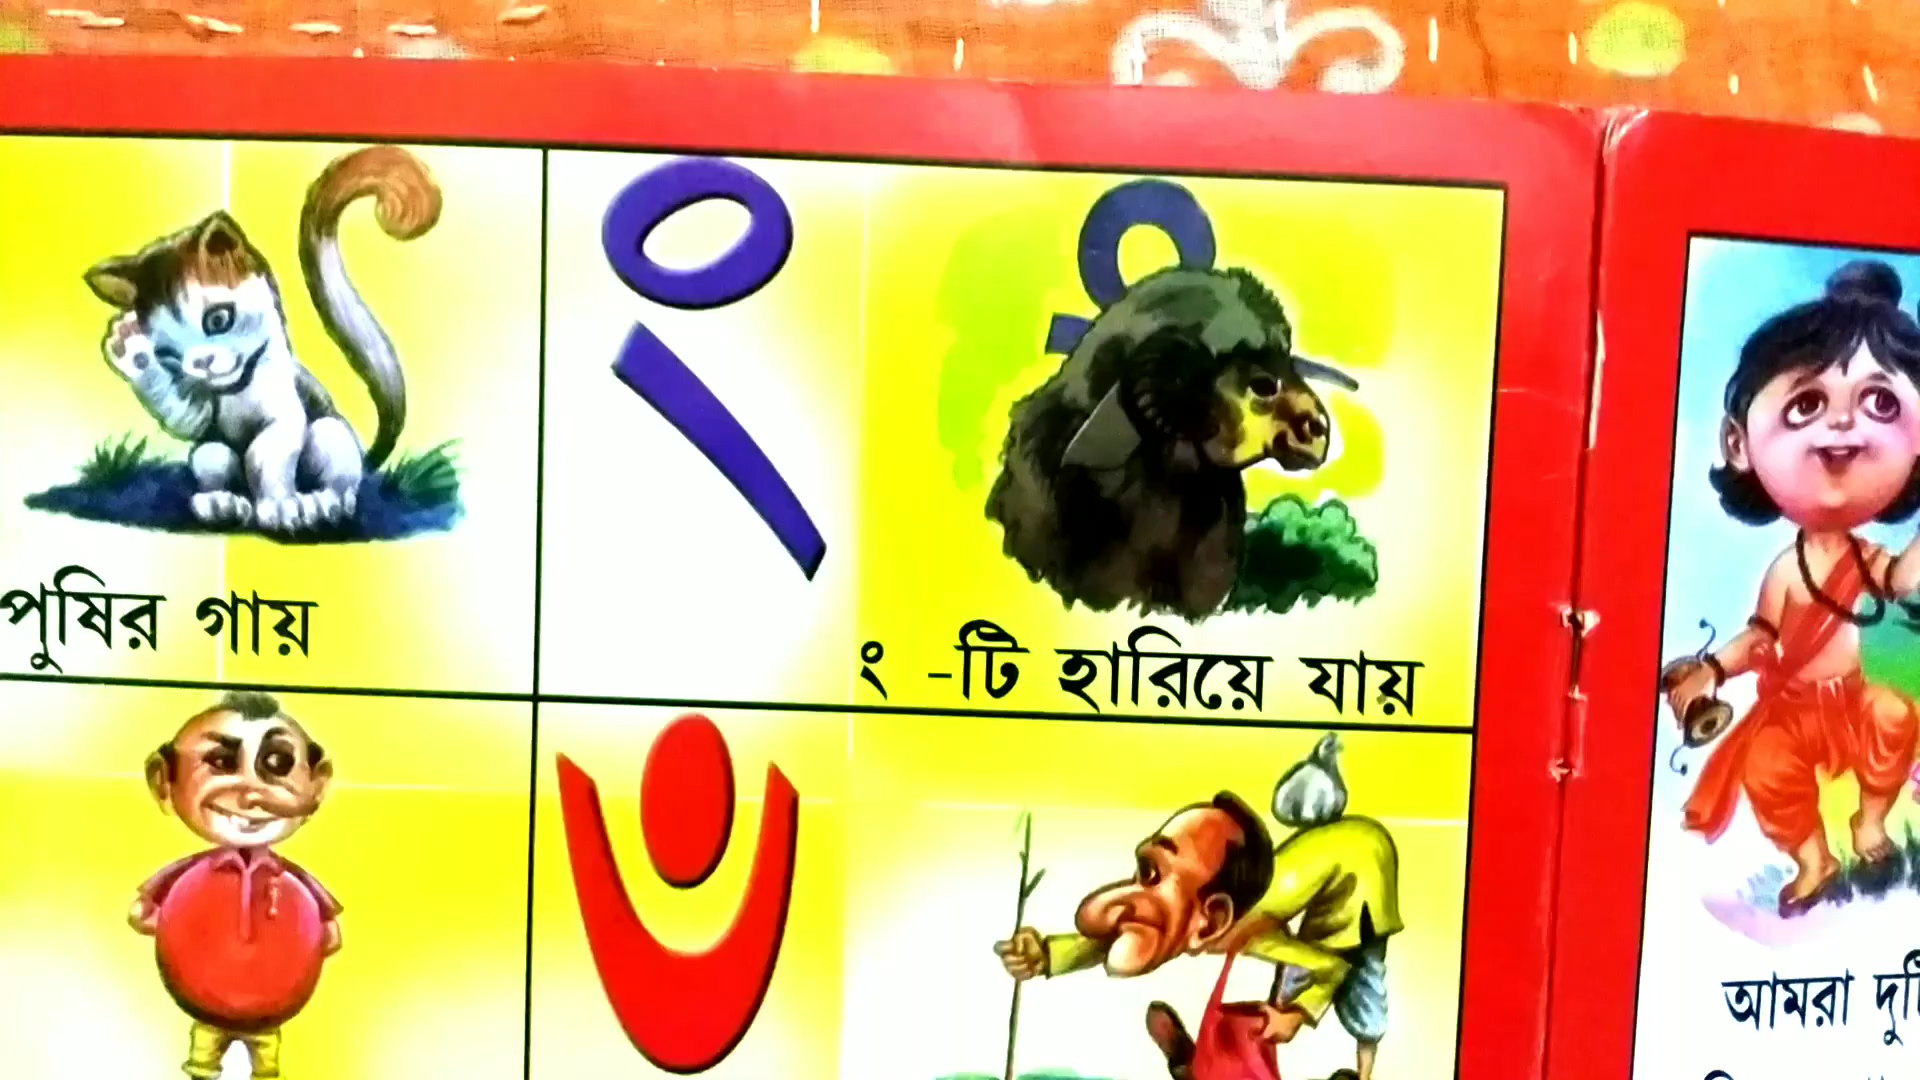 পুষির গায়
ং
ং -টি হারিয়ে যায়
ঁ
আমরা